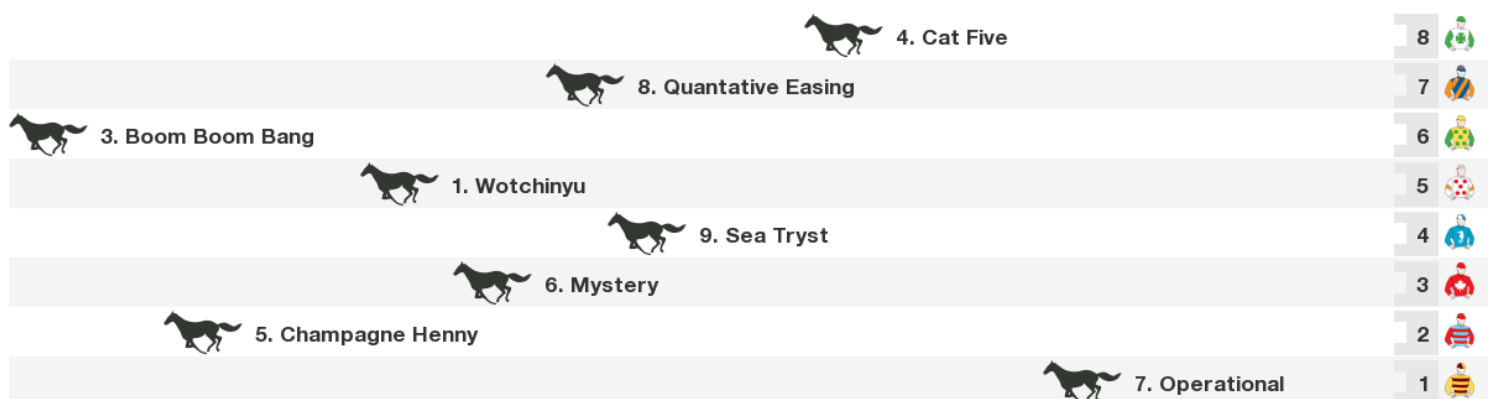 4. Cat Five 8
8. Quantative Easing 7
3. Boom Boom Bang 6
1. Wotchinyu 5
9. Sea Tryst 4
6. Mystery 3
5. Champagne Henny 2
7. Operational 1